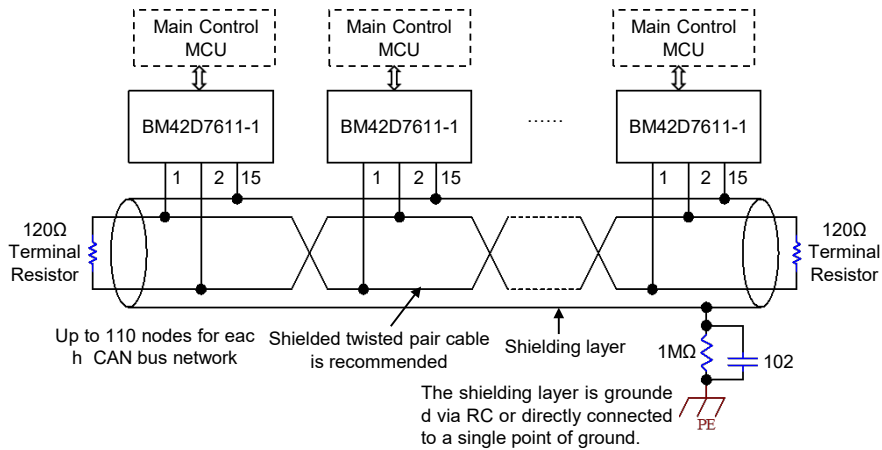 Main Control
MCU
Main Control
MCU
Main Control
MCU
BM42D7611-1
BM42D7611-1
......
BM42D7611-1
1
2
15
1
2
15
1
2
15
120Ω
Terminal
Resistor
120Ω
Terminal
Resistor
Up to 110 nodes for eac
h CAN bus network
Shielded twisted pair cable
is recommended
Shielding layer
1MΩ
102
The shielding layer is grounde
d via RC or directly connected
to a single point of ground.
PE